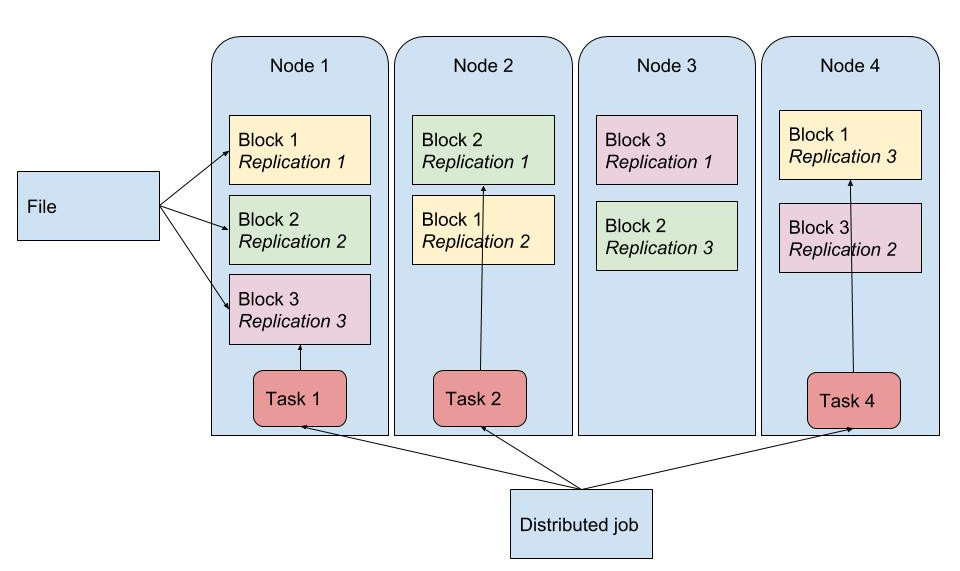 Node 1
Node 2
Node 3
Node 4
Block 1
Replication 1
Block 2
Replication 2
Block 3
Replication 3
Block 2
Replication 1
Block 1
Replication 2
Block 3
Replication 1
Block 2
Replication 3
Block 1
Replication 3
Block 3
Replication 2
File
Task 1
Task 2
Task 4
Distributed job